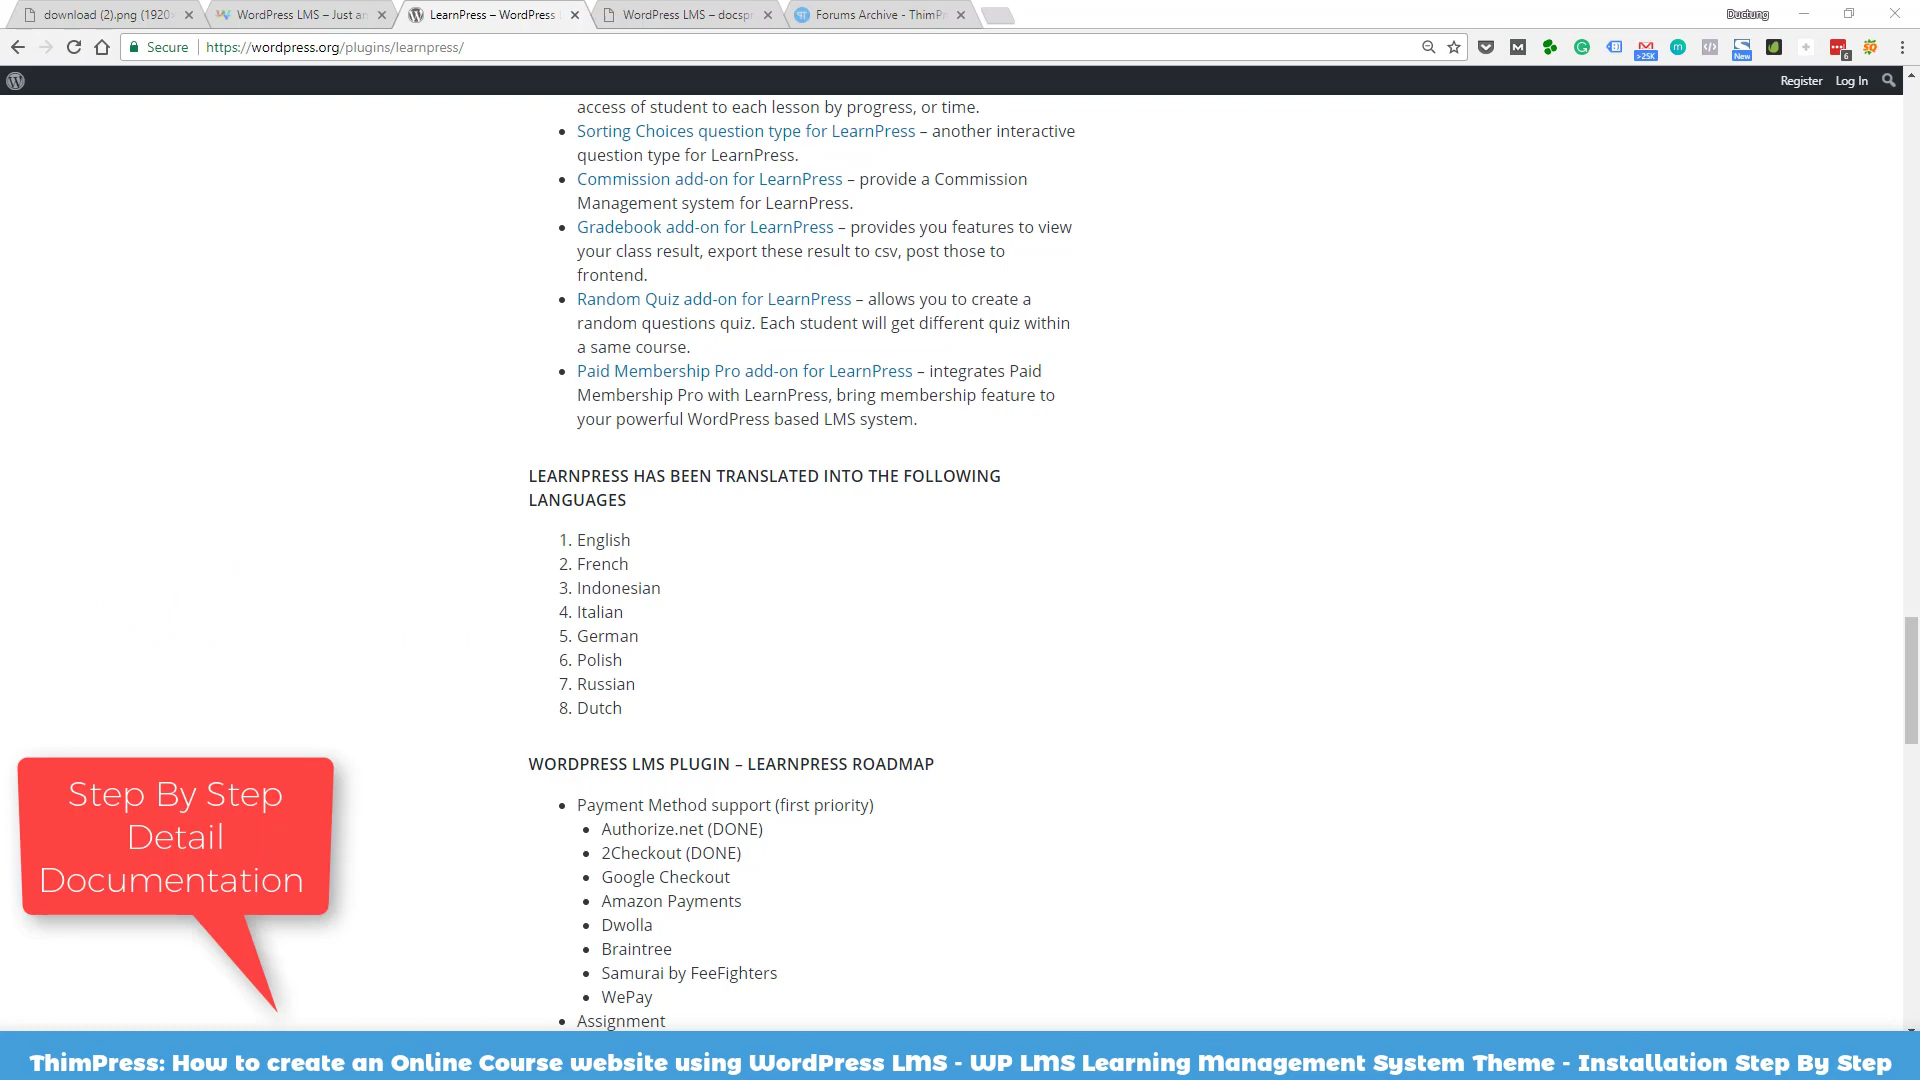 download (2).png (1920
WordPress LMS – Just an
LearnPress – WordPress
WordPress LMS – docspr
Forums Archive - ThimPr
Ductung
Secure https://wordpress.org/plugins/learnpress/
>25K
New
6
Register Log In
access of student to each lesson by progress, or time.
• Sorting Choices question type for LearnPress – another interactive
question type for LearnPress.
• Commission add-on for LearnPress – provide a Commission
Management system for LearnPress.
• Gradebook add-on for LearnPress – provides you features to view
your class result, export these result to csv, post those to
frontend.
• Random Quiz add-on for LearnPress – allows you to create a
random questions quiz. Each student will get different quiz within
a same course.
• Paid Membership Pro add-on for LearnPress – integrates Paid
Membership Pro with LearnPress, bring membership feature to
your powerful WordPress based LMS system.
LEARNPRESS HAS BEEN TRANSLATED INTO THE FOLLOWING
LANGUAGES
1. English
2. French
3. Indonesian
4. Italian
5. German
6. Polish
7. Russian
8. Dutch
WORDPRESS LMS PLUGIN – LEARNPRESS ROADMAP
• Payment Method support (first priority)
• Authorize.net (DONE)
• 2Checkout (DONE)
• Google Checkout
• Amazon Payments
• Dwolla
• Braintree
• Samurai by FeeFighters
• WePay
• Assignment
Step By Step
Detail
Documentation
ThimPress: How to create an Online Course website using WordPress LMS - WP LMS Learning Management System Theme - Installation Step By Step